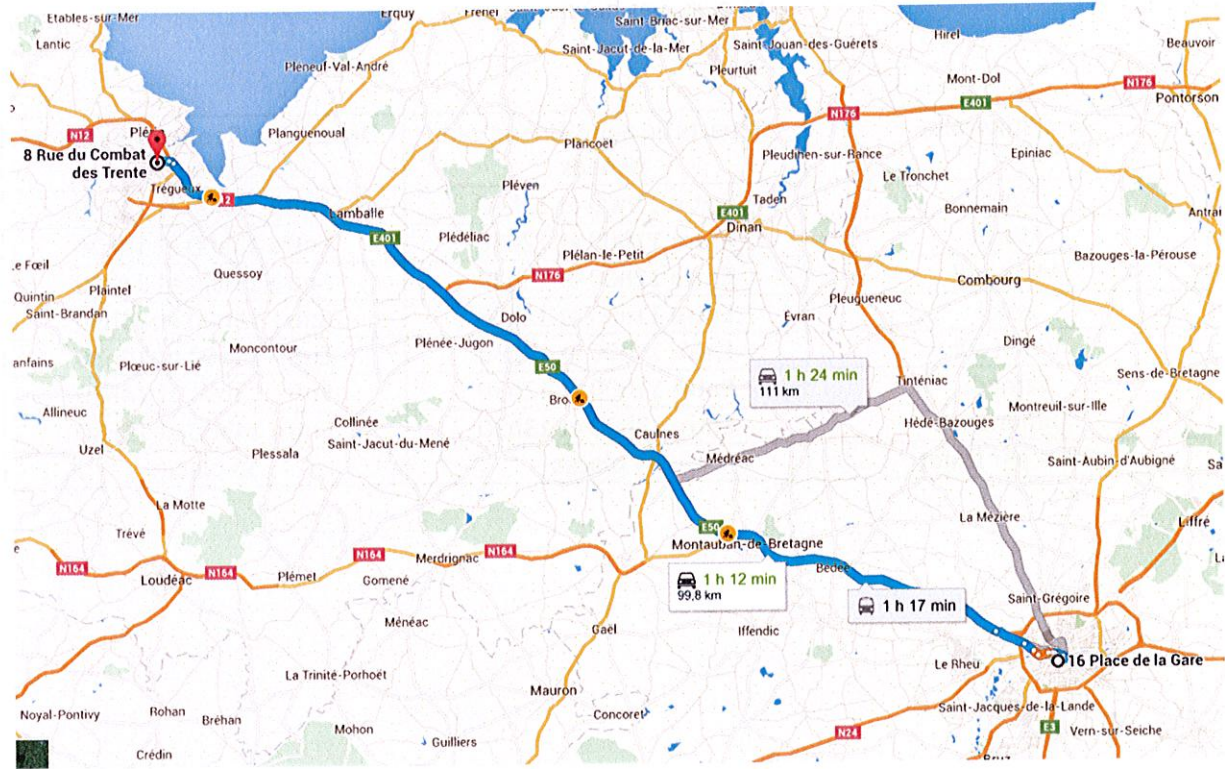 Étables-sur-Mer
Erquy
Saint-Briac-sur-Mer
Lantic
Saint-Jacut-de-la-Mer
Saint-Jouan-des-Guérets
Hirel
Beauvoir
Pléneuf-Val-André
Pleurtuit
Mont-Dol
N176
E401
Pontorson
N12
Planguenoual
N176
8 Rue du Combat
des Trente
Plancoët
Pleudihen-sur-Rance
Epiniac
Le Tronchet
Trégueux
Pléven
Taden
Bonnemain
Lamballe
E401
Dinan
E401
Plédéliac
Plélan-le-Petit
Bazouges-la-Pérouse
Quessoy
N176
Combourg
Quintin
Plaintel
Pleugueneuc
Saint-Brandan
Dolo
Évran
Moncontour
Plénée-Jugon
Dingé
Plœuc-sur-Lié
E50
1 h 24 min
111 km
Tinténiac
Sens-de-Bretagne
Allineuc
Collinée
Montreuil-sur-Ille
Saint-Jacut-du-Mené
Caulnes
Hédé-Bazouges
Uzel
Plessala
Médréac
Saint-Aubin-d'Aubigné
La Motte
La Mézière
Liffré
Trévé
E50
Montauban-de-Bretagne
N164
N164
Merdrignac
N164
Loudéac
N164
Plémet
Gomené
1 h 12 min
99,8 km
Bédée
1 h 17 min
Saint-Grégoire
Ménéac
Gaël
Iffendic
16 Place de la Gare
Le Rheu
La Trinité-Porhoët
Mauron
Noyal-Pontivy
Rohan
Bréhan
Mohon
Concoret
Saint-Jacques-de-la-Lande
N24
E3
Vern-sur-Seiche
Guilliers
Crédin